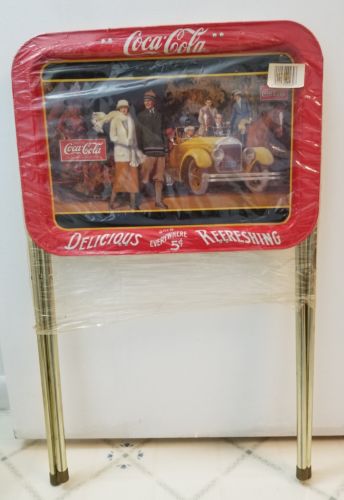 "Coca-Cola"
Coca-Cola
DELICIOUS SOLD EVERYWHERE 5¢ REFRESHING